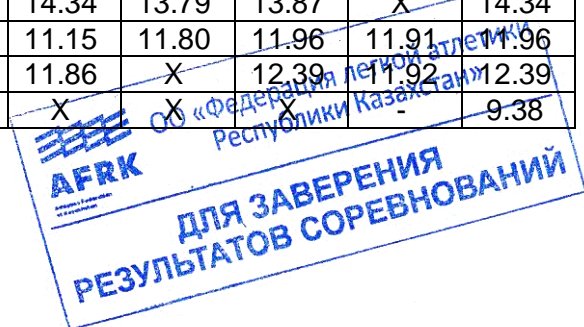 14.34 13.79 13.87 X 14.34
11.15 11.80 11.96 11.91 11.96
11.86 X 12.39 11.92 12.39
X X X - 9.38
ОО «Федерация легкой атлетики
Республики Казахстан»
AFRK
ДЛЯ ЗАВЕРЕНИЯ
РЕЗУЛЬТАТОВ СОРЕВНОВАНИЙ